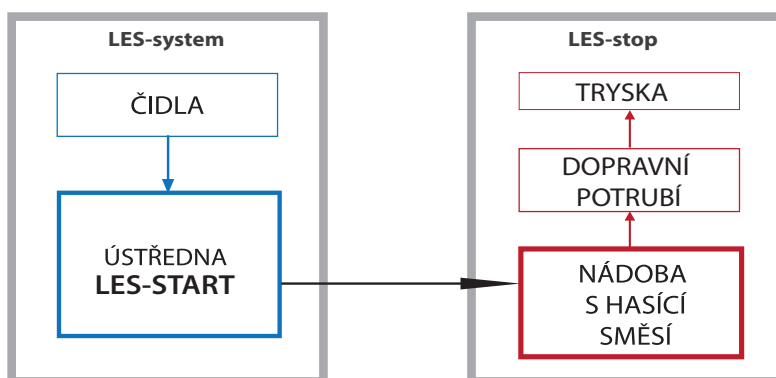 LES-system
ČIDLA
ÚSTŘEDNA
LES-START
LES-stop
TRYSKA
DOPRAVNÍ
POTRUBÍ
NÁDOBA
S HASÍCÍ
SMĚSÍ